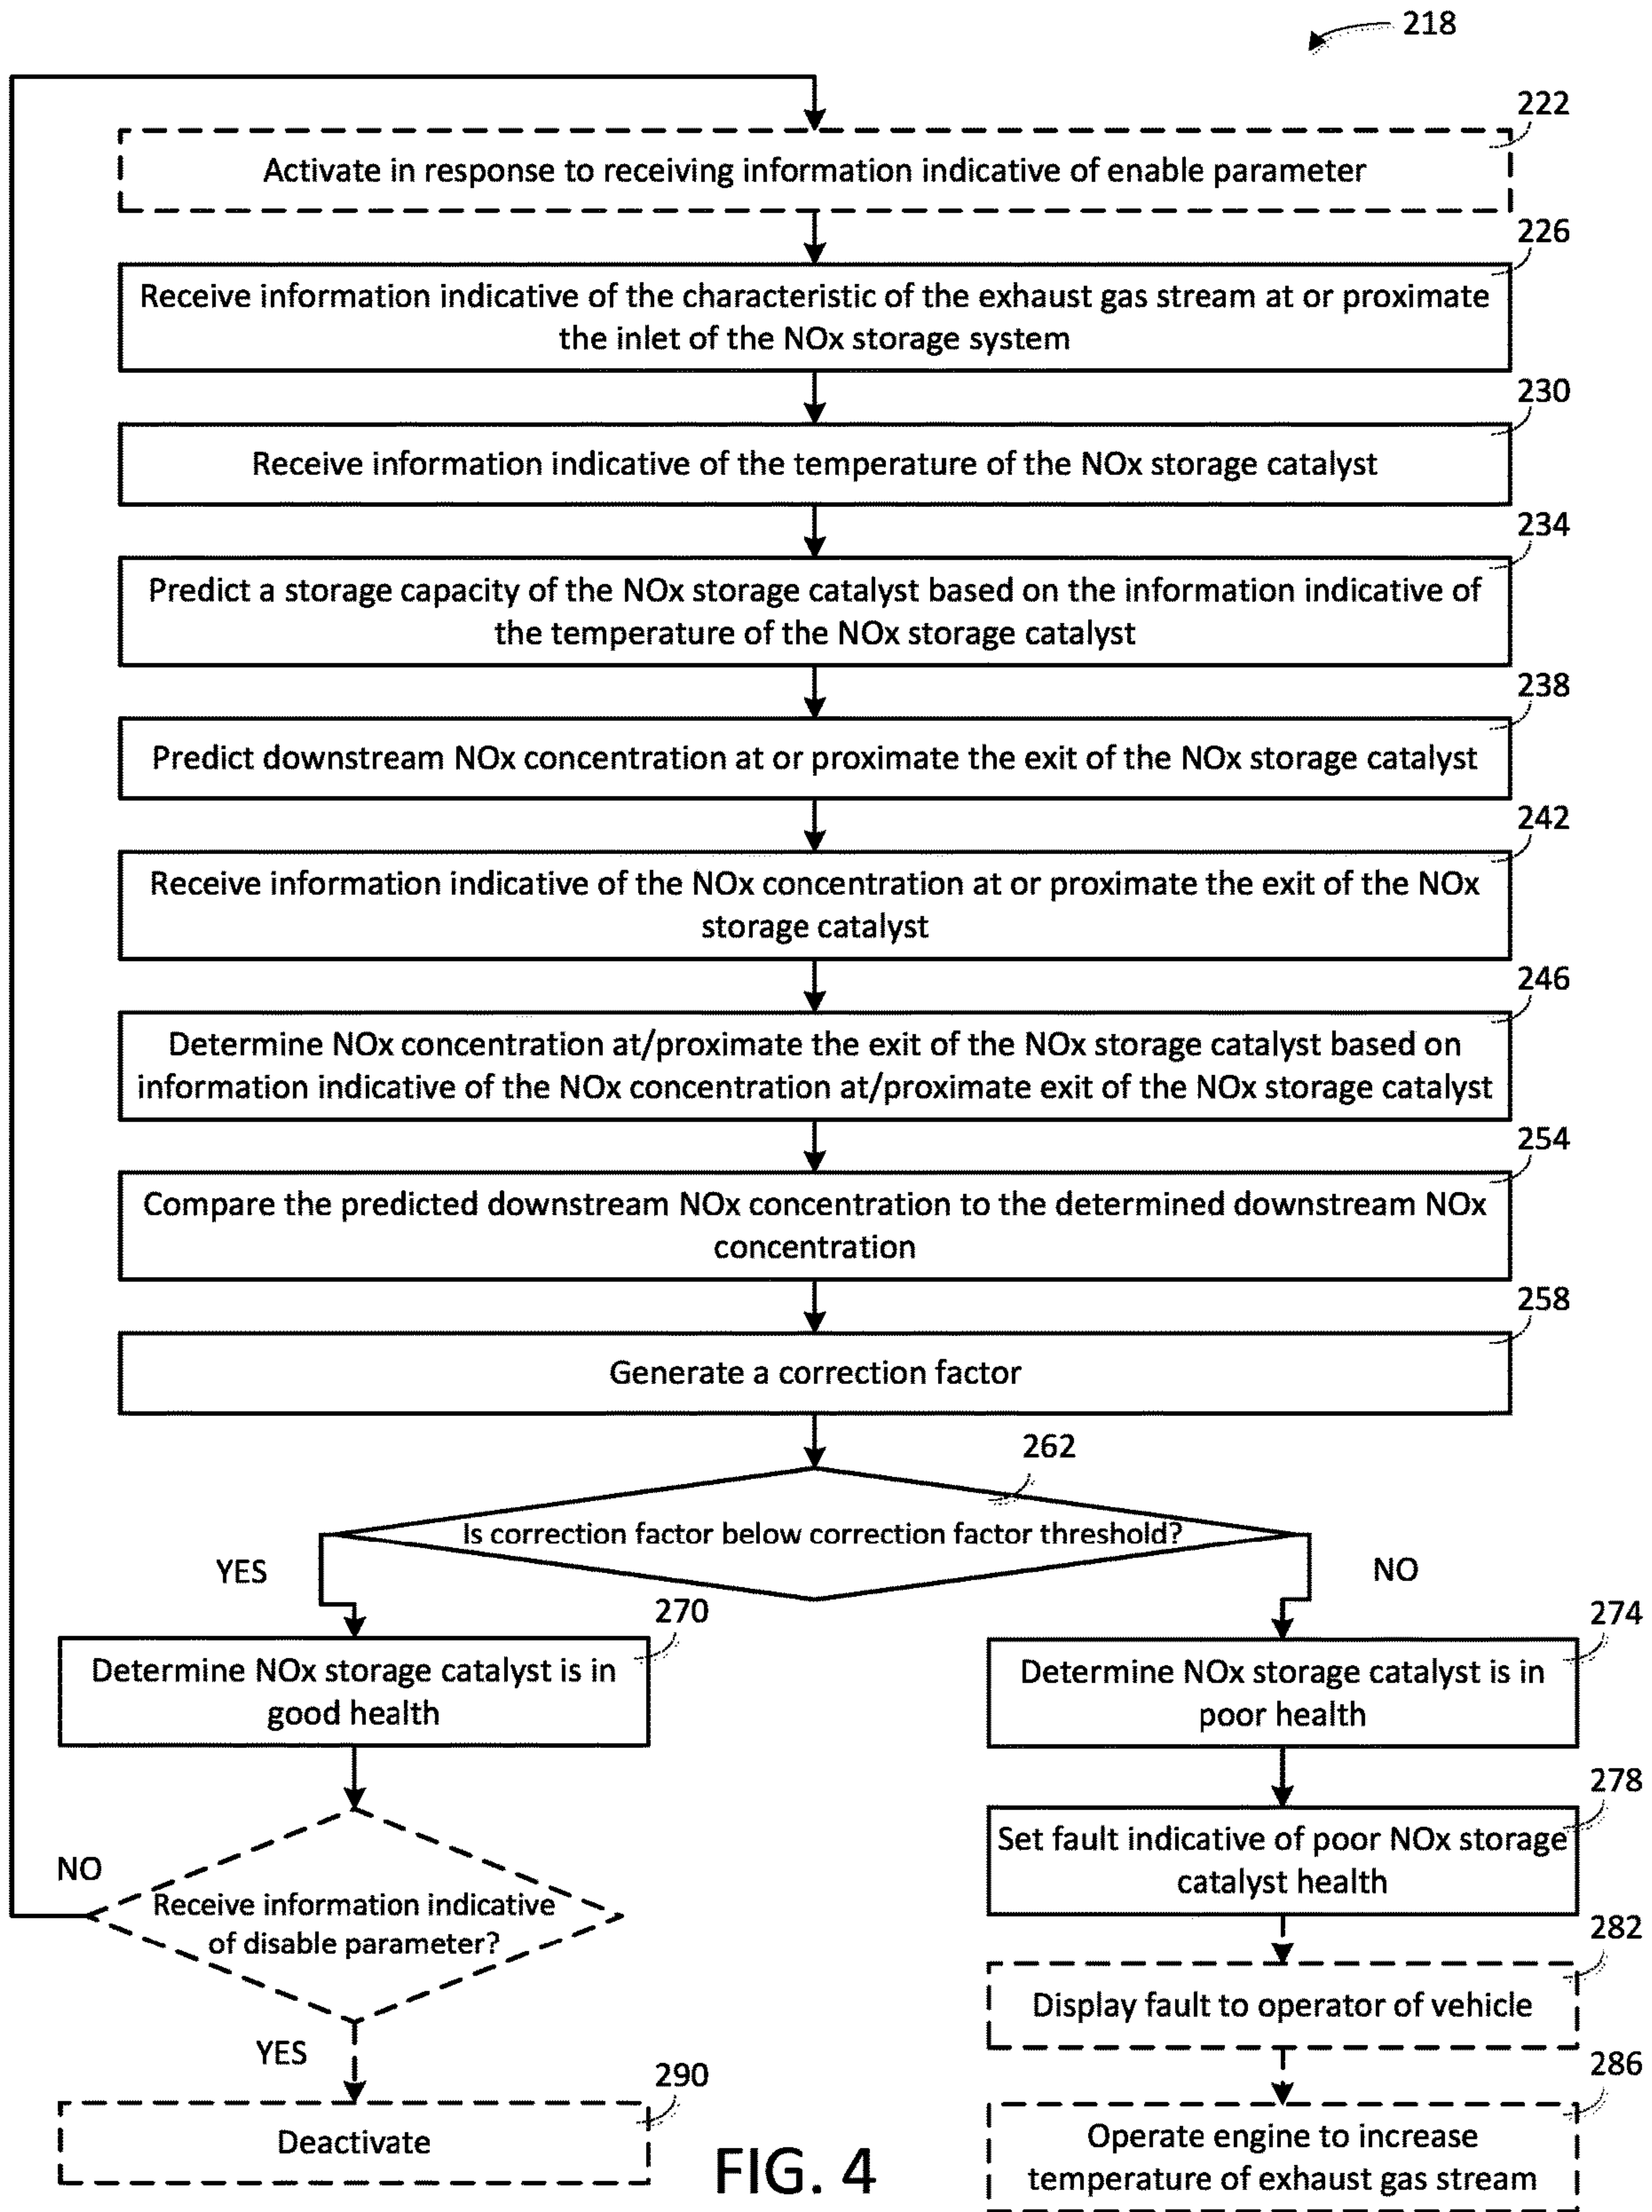 218
222
Activate in response to receiving information indicative of enable parameter
226
Receive information indicative of the characteristic of the exhaust gas stream at or proximate
the inlet of the NOx storage system
230
Receive information indicative of the temperature of the NOx storage catalyst
234
Predict a storage capacity of the NOx storage catalyst based on the information indicative of
the temperature of the NOx storage catalyst
238
Predict downstream NOx concentration at or proximate the exit of the NOx storage catalyst
242
Receive information indicative of the NOx concentration at or proximate the exit of the NOx
storage catalyst
246
Determine NOx concentration at/proximate the exit of the NOx storage catalyst based on
information indicative of the NOx concentration at/proximate exit of the NOx storage catalyst
254
Compare the predicted downstream NOx concentration to the determined downstream NOx
concentration
258
Generate a correction factor
262
Is correction factor below correction factor threshold?
YES
NO
270
Determine NOx storage catalyst is in
good health
274
Determine NOx storage catalyst is in
poor health
278
Set fault indicative of poor NOx storage
catalyst health
NO
Receive information indicative
of disable parameter?
282
Display fault to operator of vehicle
YES
290
Deactivate
286
Operate engine to increase
temperature of exhaust gas stream
FIG. 4